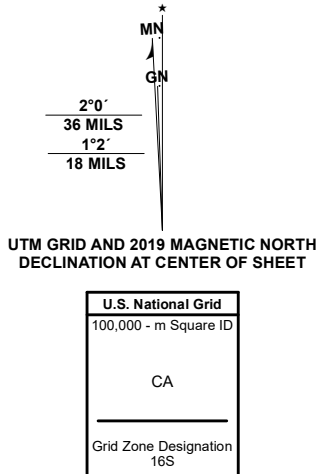 MN
GN
2°0´
36 MILS
1°2´
18 MILS
UTM GRID AND 2019 MAGNETIC NORTH
DECLINATION AT CENTER OF SHEET
U.S. National Grid
100,000 - m Square ID
CA
Grid Zone Designation
16S